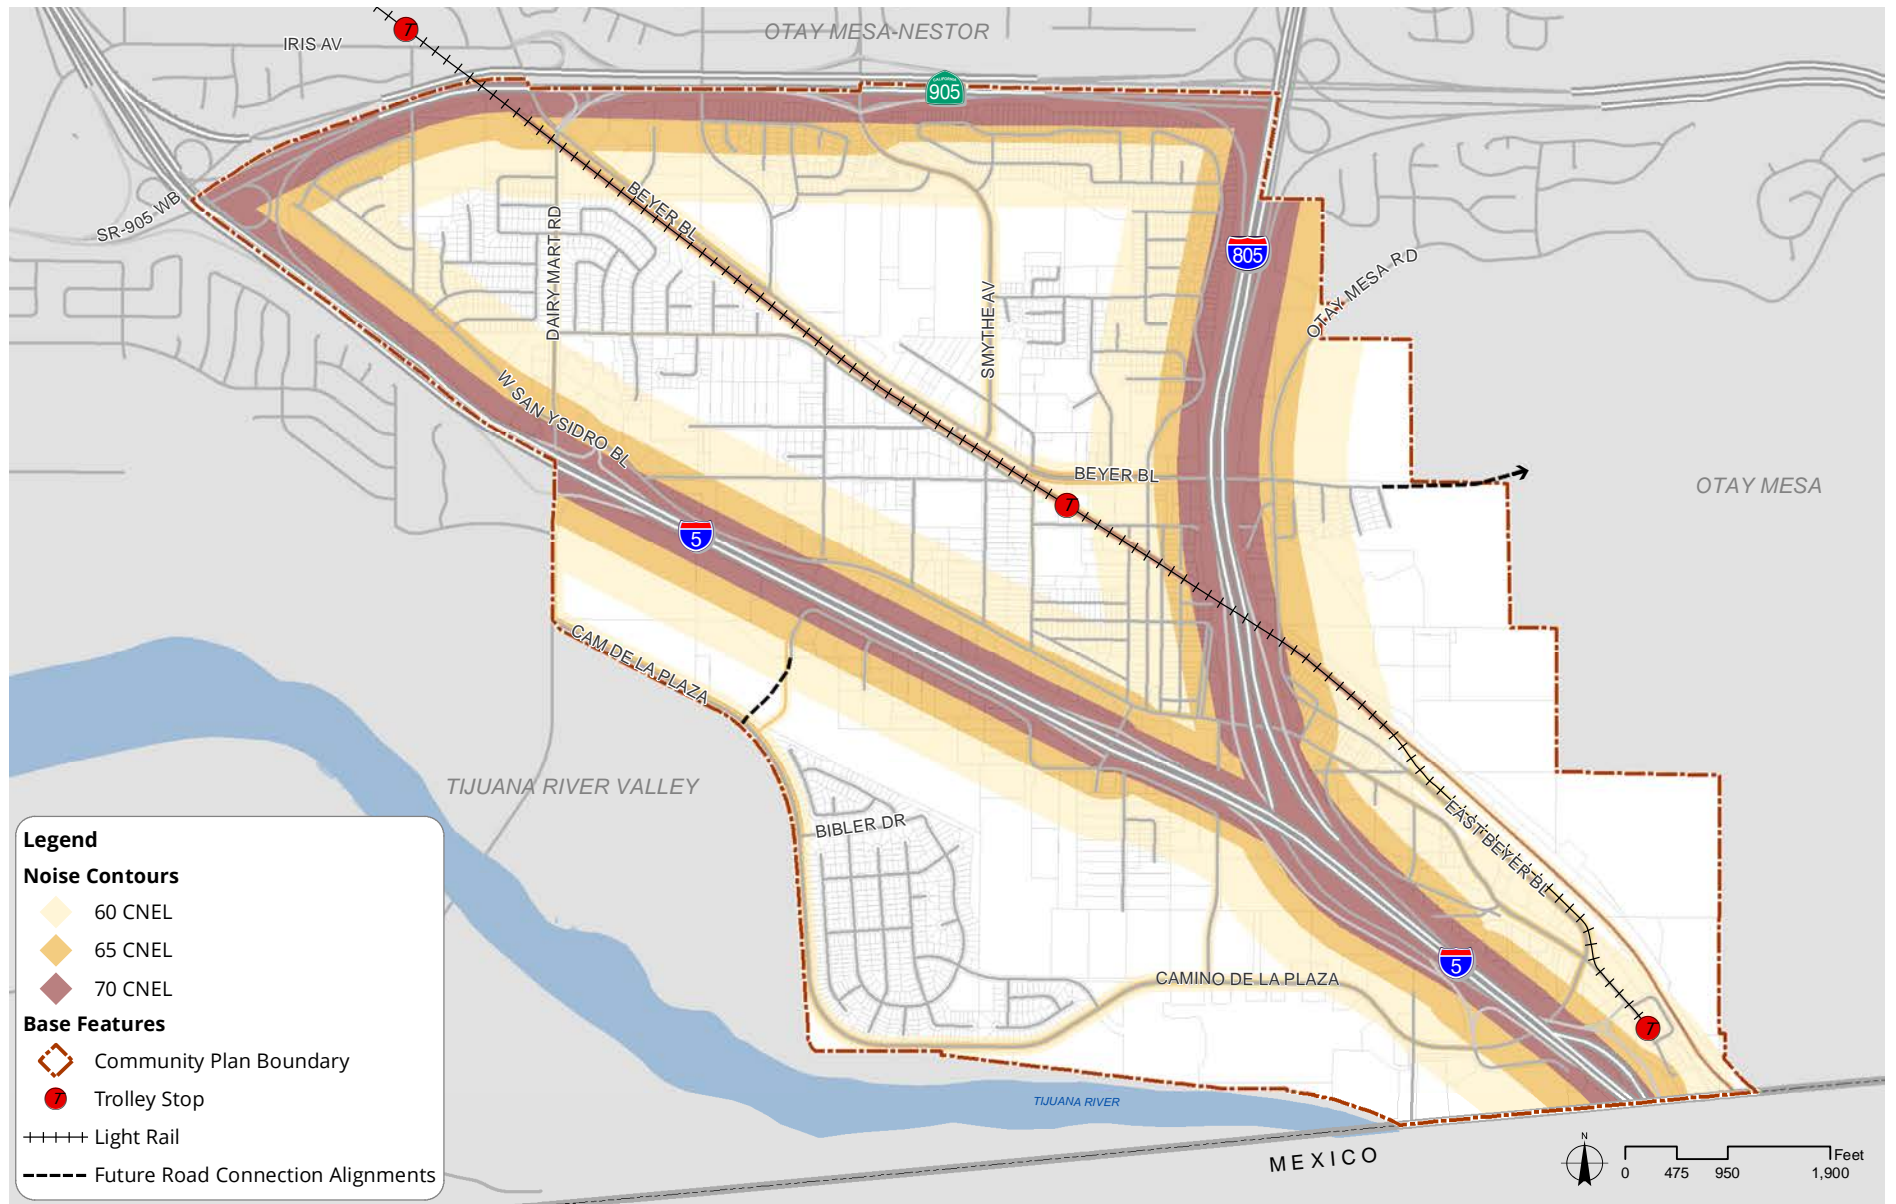 OTAY MESA-NESTOR
IRIS AV
CALIFORNIA
905
SR-905 WB
BEYER BL
DAIRY MART RD
805
OTAY MESA RD
SMYTHE AV
W SAN YSIDRO BL
BEYER BL
OTAY MESA
5
CAM DE LA PLAZA
TIJUANA RIVER VALLEY
BIBLER DR
EAST BEYER BL
5
CAMINO DE LA PLAZA
TIJUANA RIVER
MEXICO
Legend
Noise Contours
60 CNEL
65 CNEL
70 CNEL
Base Features
Community Plan Boundary
T Trolley Stop
Light Rail
Future Road Connection Alignments
T
T
T
N
Feet
0 475 950 1,900